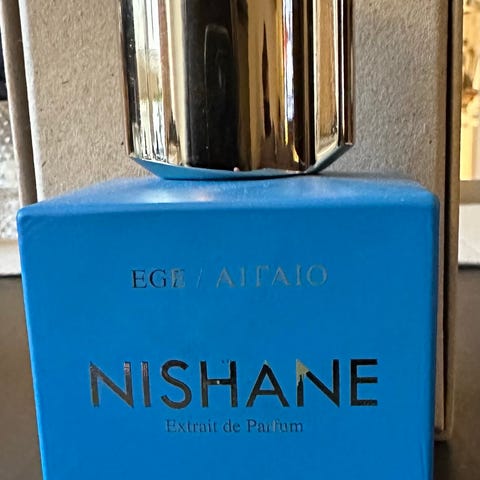 EGE / ΑΙΓΑΙΟ
NISHANE
Extrait de Parfum